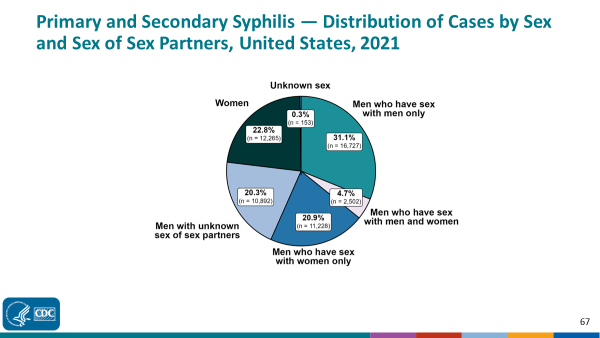 Primary and Secondary Syphilis — Distribution of Cases by Sex
and Sex of Sex Partners, United States, 2021
Unknown sex
Women
Men who have sex
with men only
0.3%
(n = 153)
22.8%
(n = 12,265)
31.1%
(n = 16,727)
20.3%
(n = 10,892)
4.7%
(n = 2,502)
20.9%
(n = 11,228)
Men who have sex
with men and women
Men with unknown
sex of sex partners
Men who have sex
with women only
CDC
67